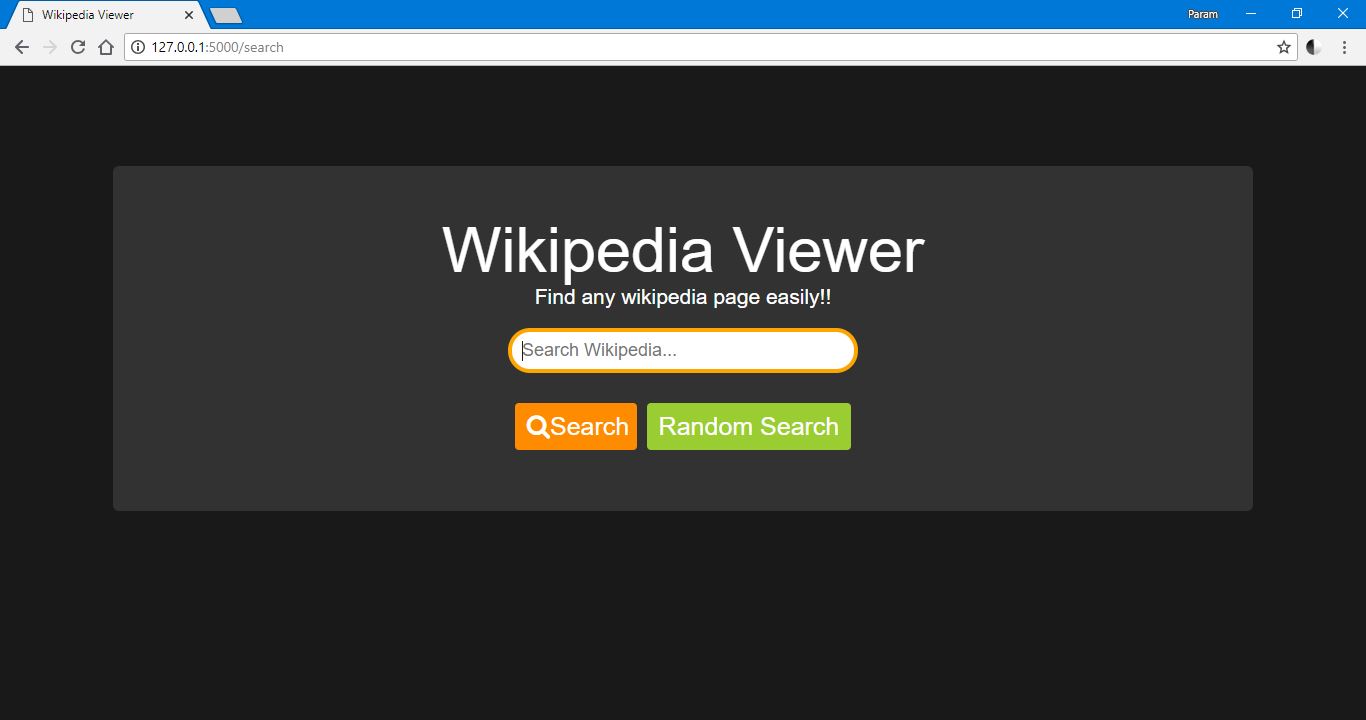 Wikipedia Viewer
Param
127.0.0.1:5000/search
Wikipedia Viewer
Find any wikipedia page easily!!
Search Wikipedia...
Search
Random Search